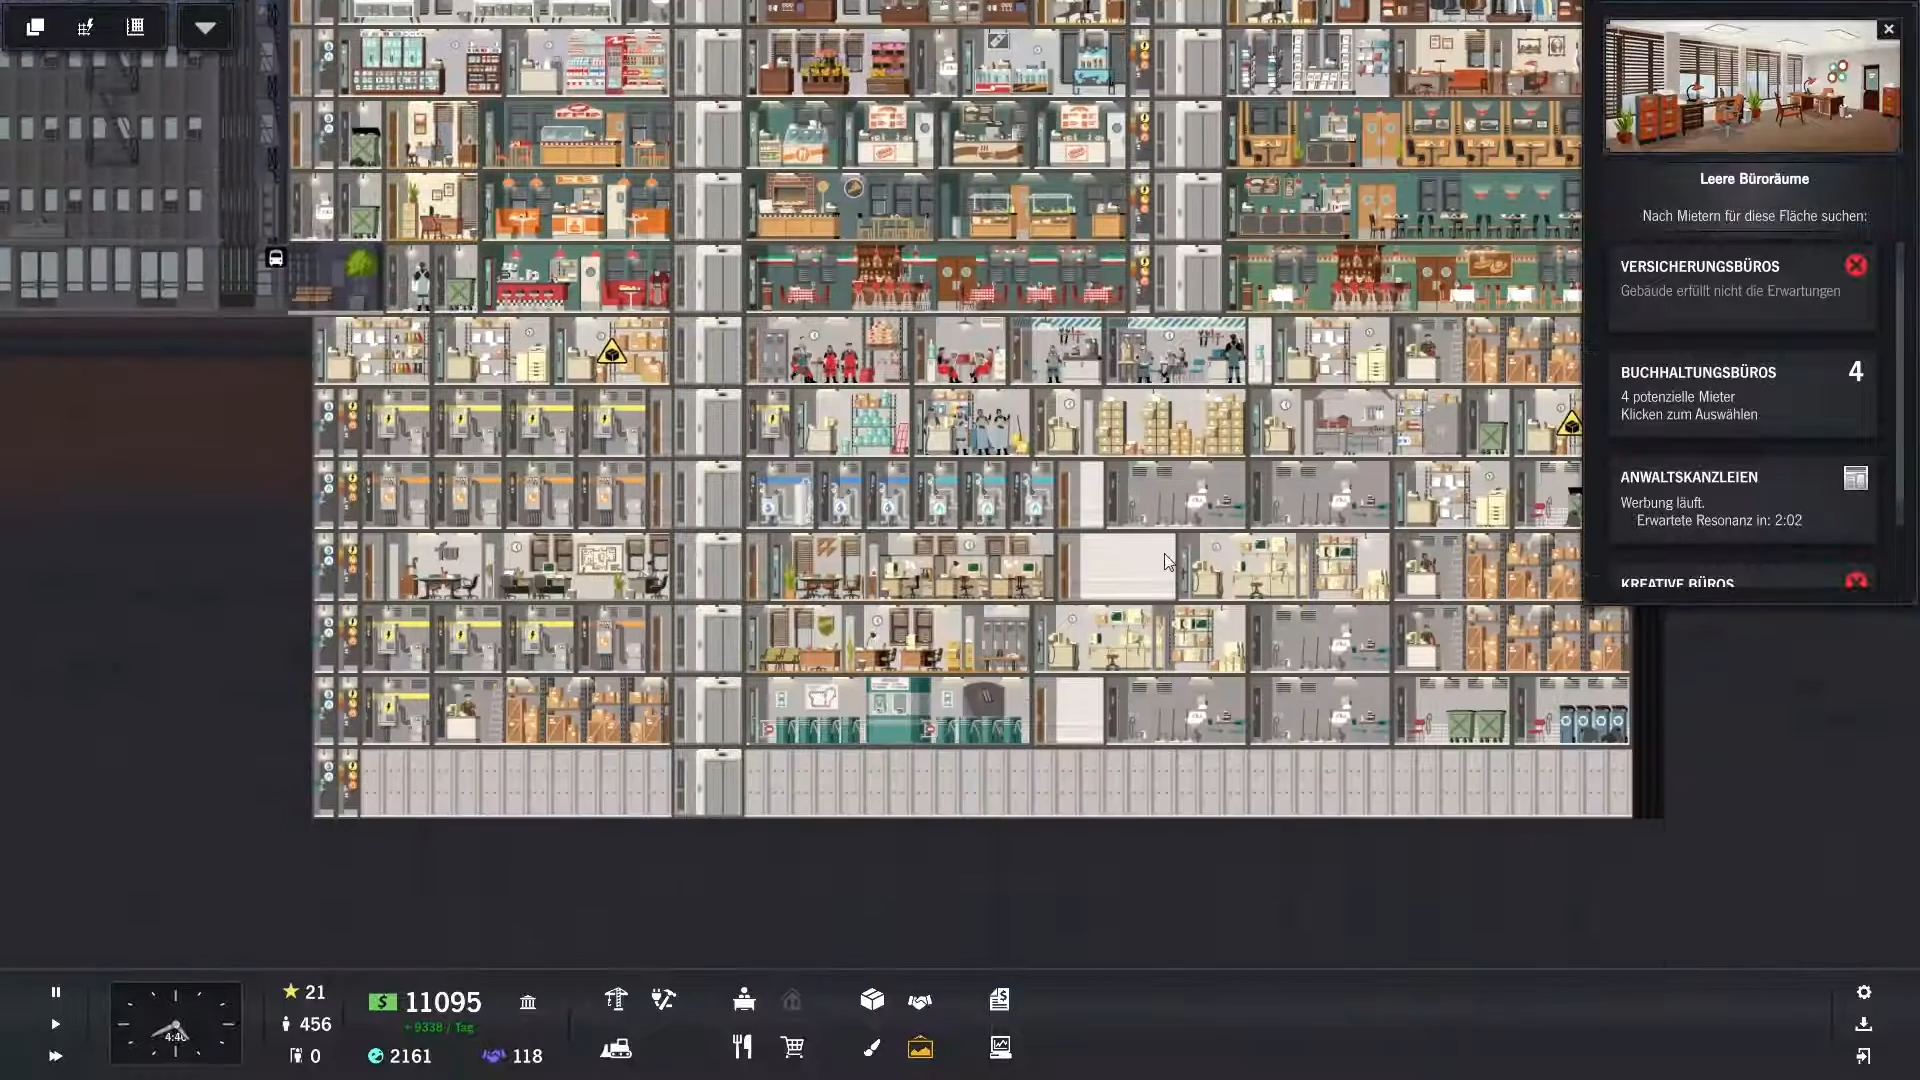 Leere Büroräume
Nach Mietern für diese Fläche suchen:
VERSICHERUNGSBÜROS
Gebäude erfüllt nicht die Erwartungen
BUCHHALTUNGSBÜROS 4
4 potenzielle Mieter
Klicken zum Auswählen
ANWALTSKANZLEIEN
Werbung läuft.
Erwartete Resonanz in: 2:02
KREATIVE BÜROS
21
456
0
4:40
$ 11095
+9338 / Tag
2161
118